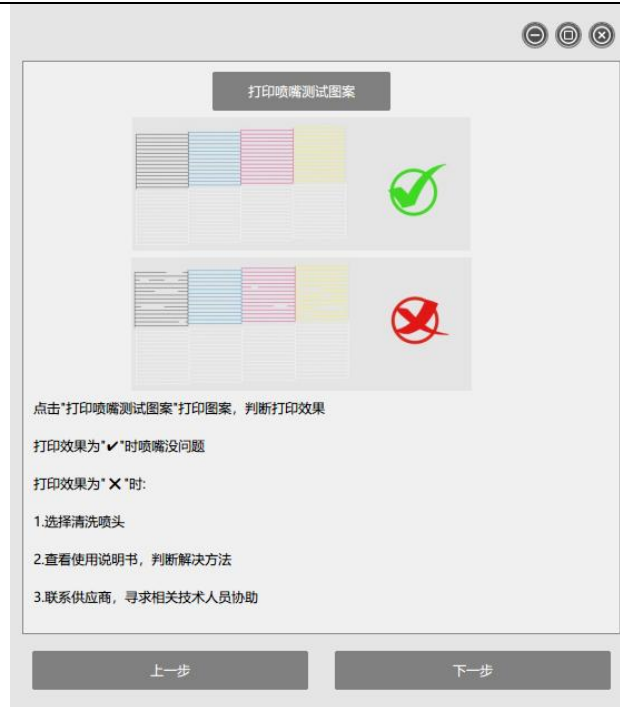 打印喷嘴测试图案
点击"打印喷嘴测试图案"打印图案，判断打印效果
打印效果为"✔"时喷嘴没问题
打印效果为"✕"时:
1.选择清洗喷头
2.查看使用说明书，判断解决方法
3.联系供应商，寻求相关技术人员协助
上一步
下一步